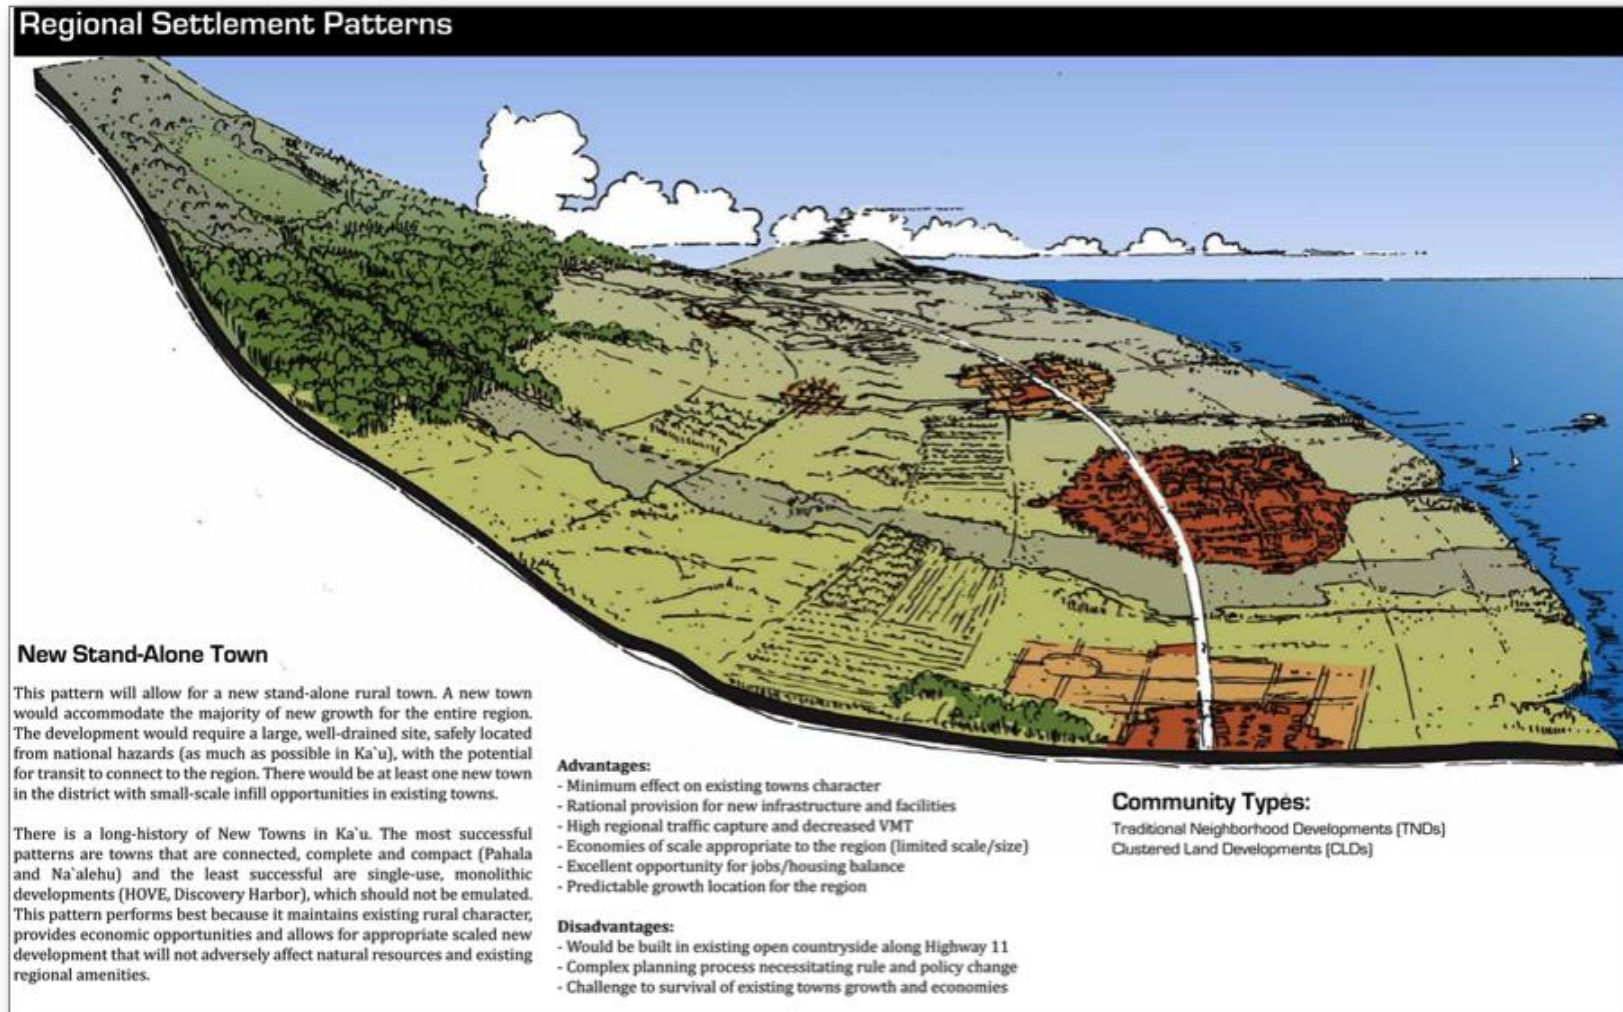 Regional Settlement Patterns
New Stand-Alone Town
This pattern will allow for a new stand-alone rural town. A new town
would accommodate the majority of new growth for the entire region.
The development would require a large, well-drained site, safely located
from national hazards (as much as possible in Ka`u), with the potential
for transit to connect to the region. There would be at least one new town
in the district with small-scale infill opportunities in existing towns.
There is a long-history of New Towns in Ka`u. The most successful
patterns are towns that are connected, complete and compact (Pahala
and Na`alehu) and the least successful are single-use, monolithic
developments (HOVE, Discovery Harbor), which should not be emulated.
This pattern performs best because it maintains existing rural character,
provides economic opportunities and allows for appropriate scaled new
development that will not adversely affect natural resources and existing
regional amenities.
Advantages:
- Minimum effect on existing towns character
- Rational provision for new infrastructure and facilities
- High regional traffic capture and decreased VMT
- Economies of scale appropriate to the region (limited scale/size)
- Excellent opportunity for jobs/housing balance
- Predictable growth location for the region
Disadvantages:
- Would be built in existing open countryside along Highway 11
- Complex planning process necessitating rule and policy change
- Challenge to survival of existing towns growth and economies
Community Types:
Traditional Neighborhood Developments (TNDs)
Clustered Land Developments (CLDs)